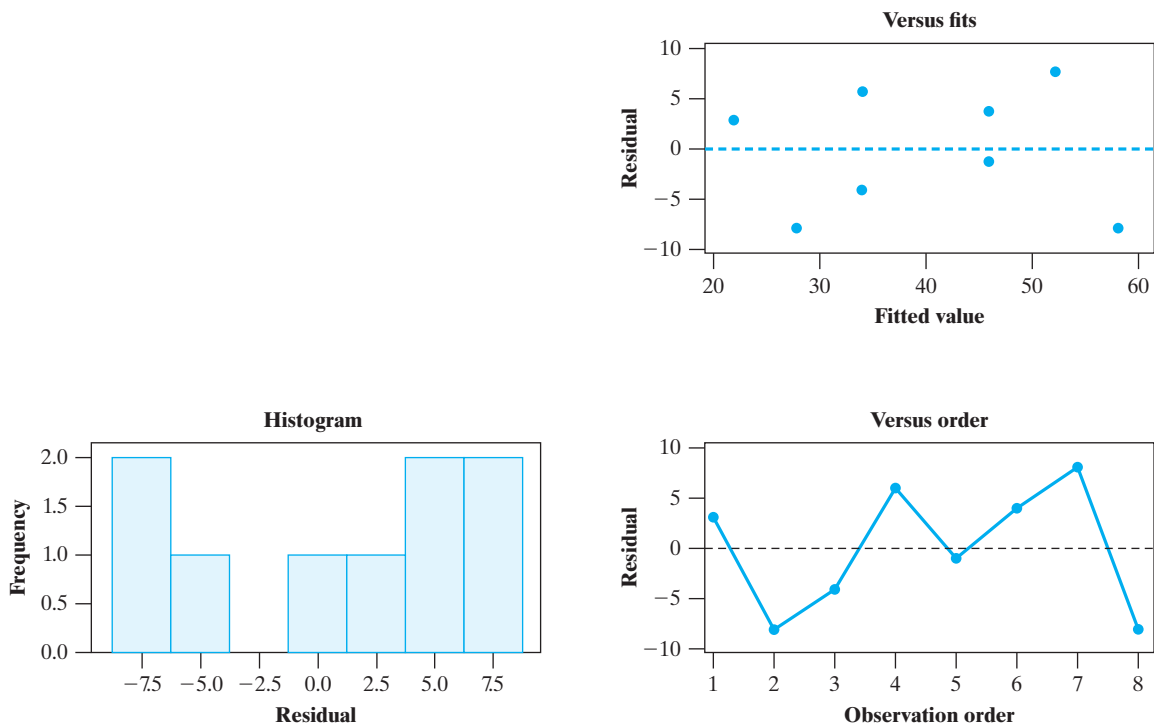 Versus fits
10
5
0
−5
−10
Residual
20 30 40 50 60
Fitted value
Histogram
2.0
1.5
1.0
0.5
0.0
Frequency
−7.5 −5.0 −2.5 0.0 2.5 5.0 7.5
Residual
Versus order
10
5
0
−5
−10
Residual
1 2 3 4 5 6 7 8
Observation order